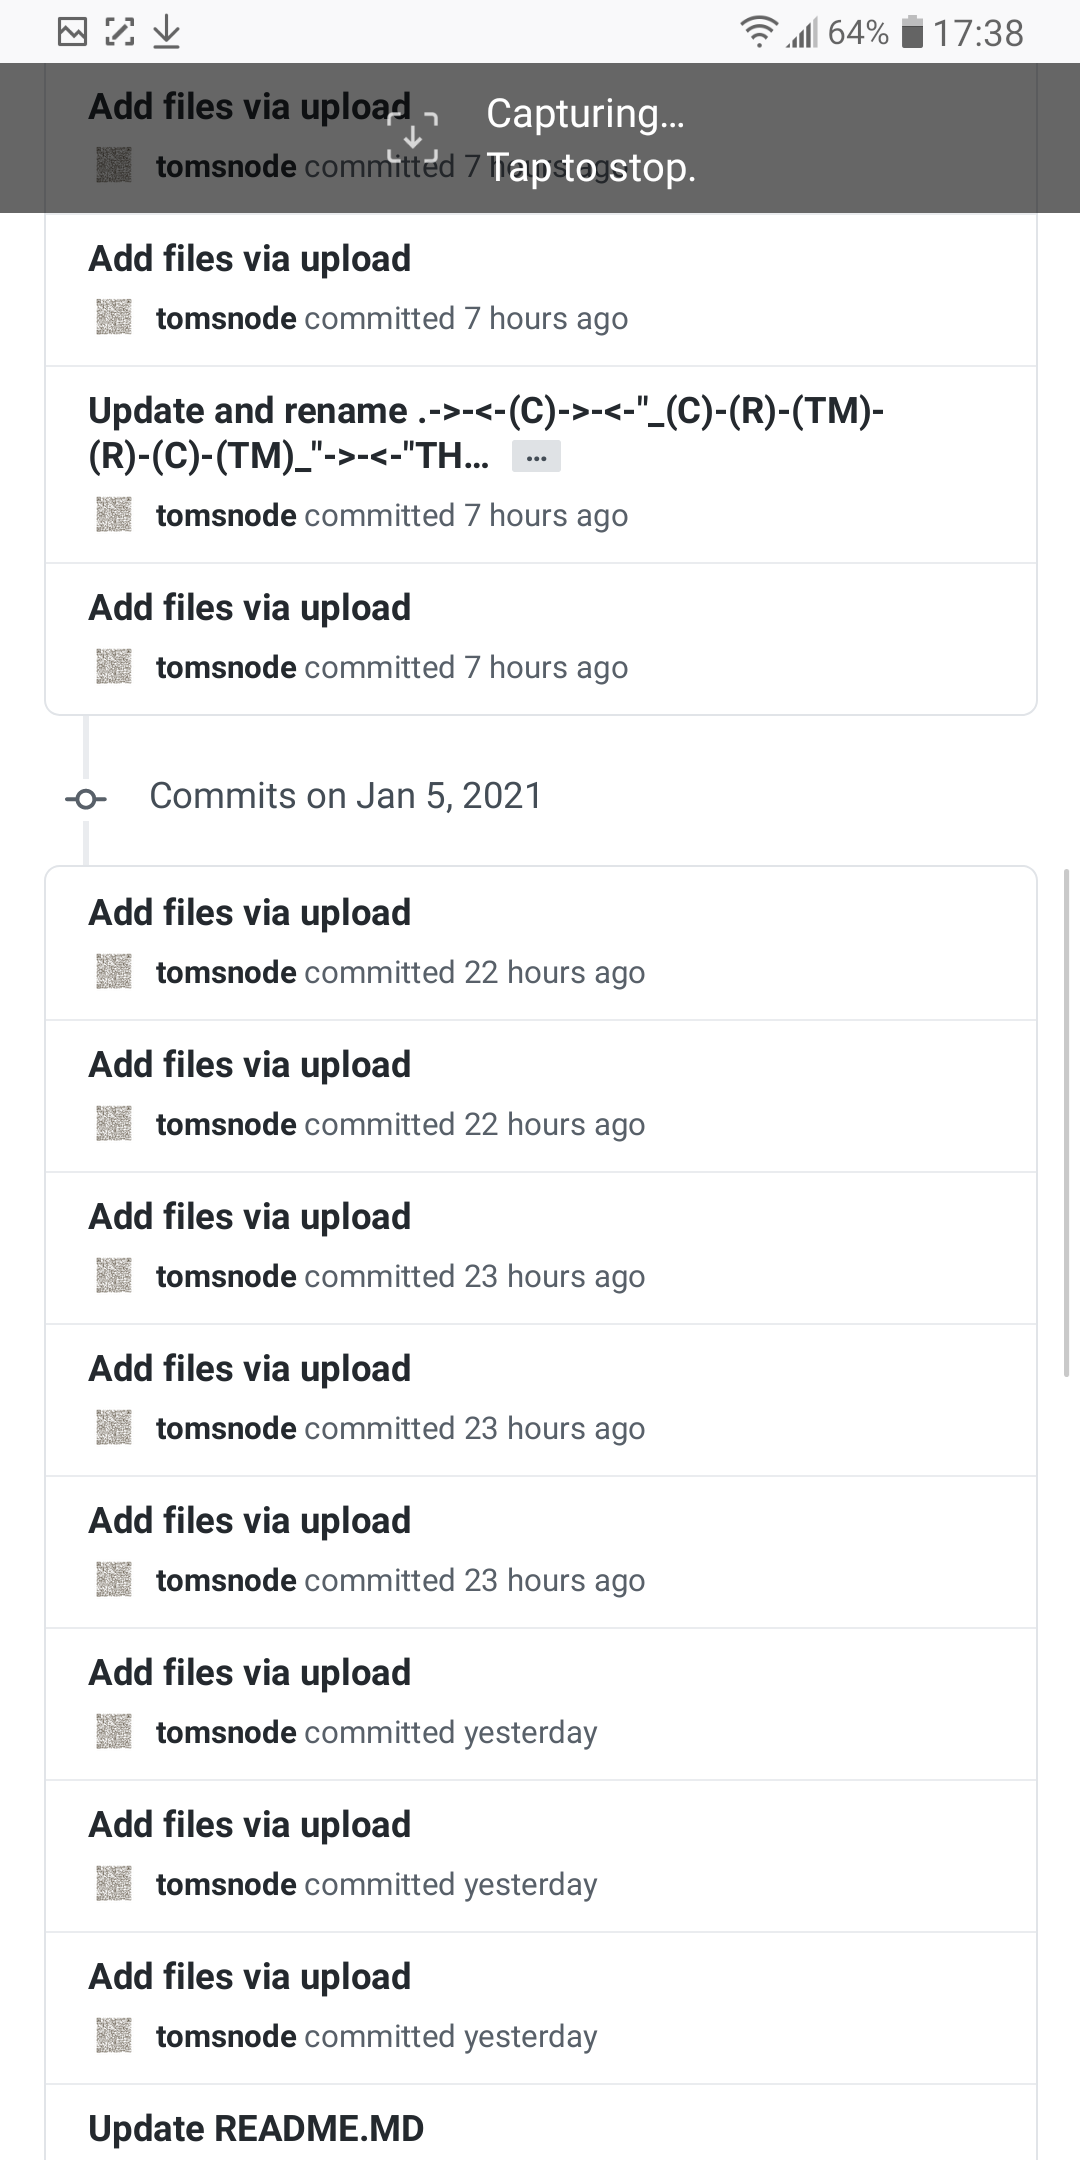 64% 17:38
Add files via upload
Capturing...
tomsnode committed 7 hours ago
Tap to stop.
Add files via upload
tomsnode committed 7 hours ago
Update and rename .->-<-(C)->-<-"_(C)-(R)-(TM)-
(R)-(C)-(TM)_"->-<-"TH... ...
tomsnode committed 7 hours ago
Add files via upload
tomsnode committed 7 hours ago
Commits on Jan 5, 2021
Add files via upload
tomsnode committed 22 hours ago
Add files via upload
tomsnode committed 22 hours ago
Add files via upload
tomsnode committed 23 hours ago
Add files via upload
tomsnode committed 23 hours ago
Add files via upload
tomsnode committed 23 hours ago
Add files via upload
tomsnode committed yesterday
Add files via upload
tomsnode committed yesterday
Add files via upload
tomsnode committed yesterday
Update README.MD